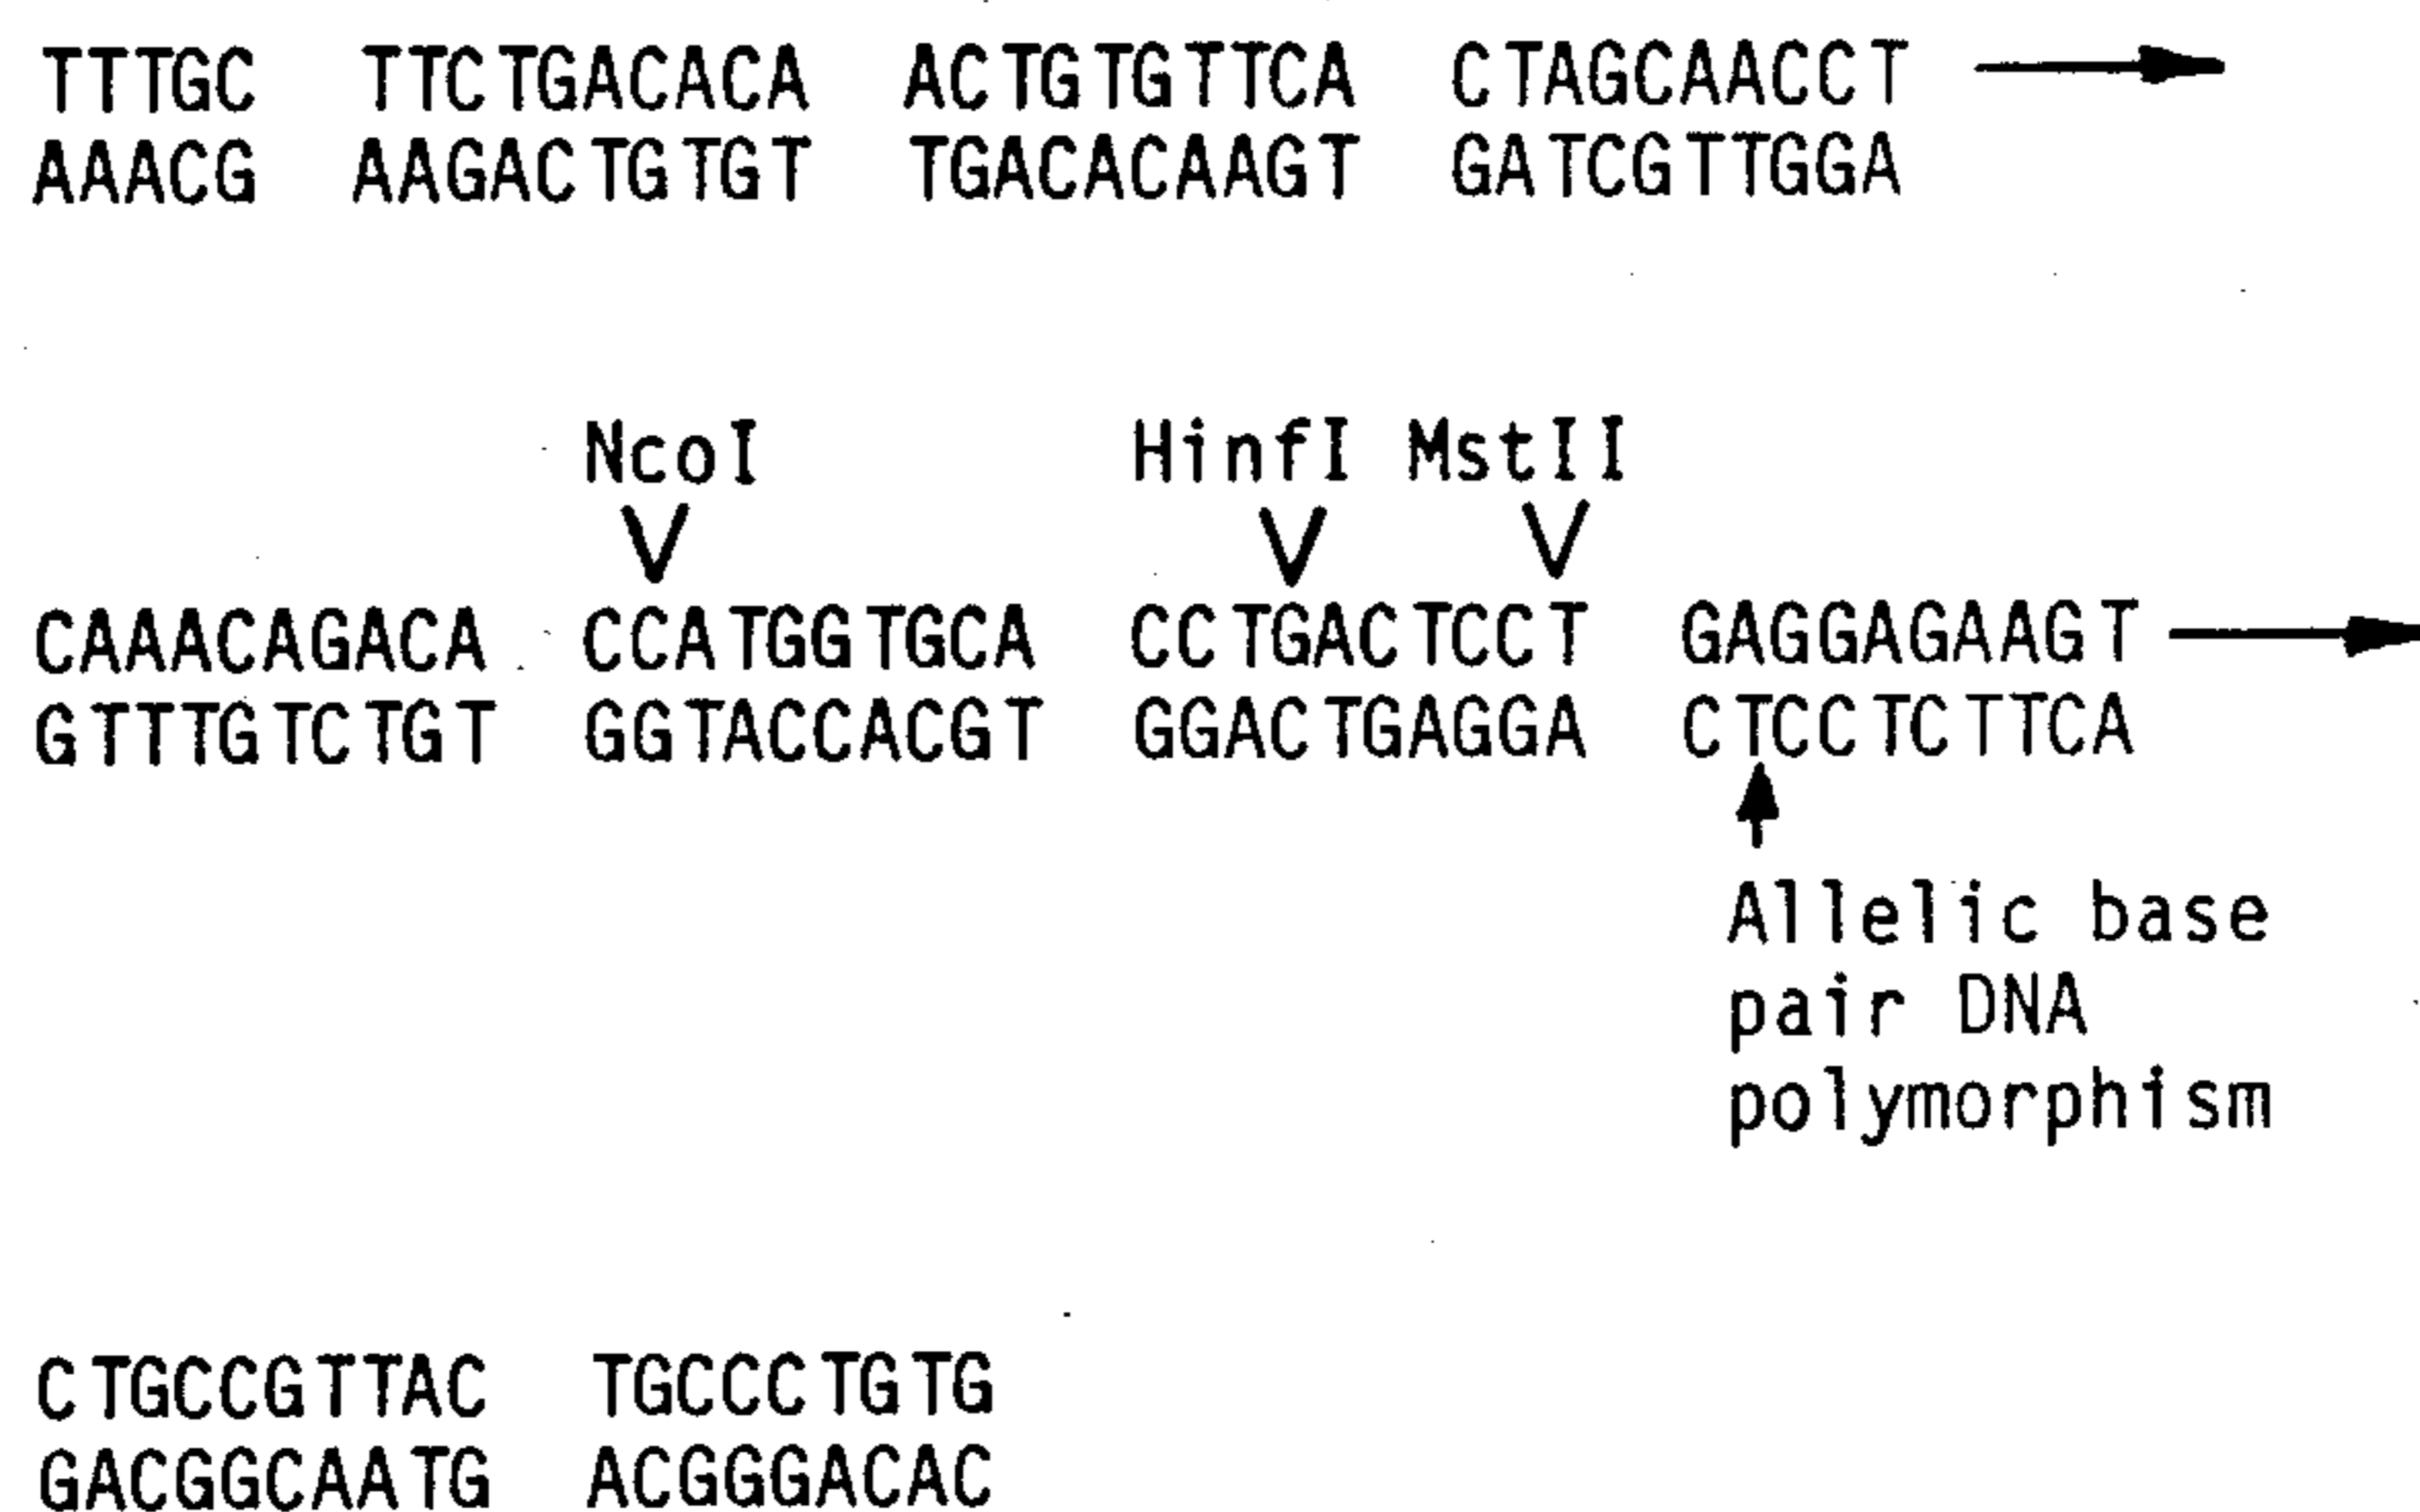 TTTGC TTCTGACACA ACTGTGTTCA CTAGCAACCT
AAACG AAGACTGTGT TGACACAAGT GATCGTTGGA
NcoI HinfI MstII
CAAACAGACA CCATGGTGCA CCTGACTCCT GAGGAGAAGT
GTTTGTCTGT GGTACCACGT GGACTGAGGA CTCCTCTTCA
Allelic base
pair DNA
polymorphism
CTGCCGTTAC TGCCCTGTG
GACGGCAATG ACGGGACAC